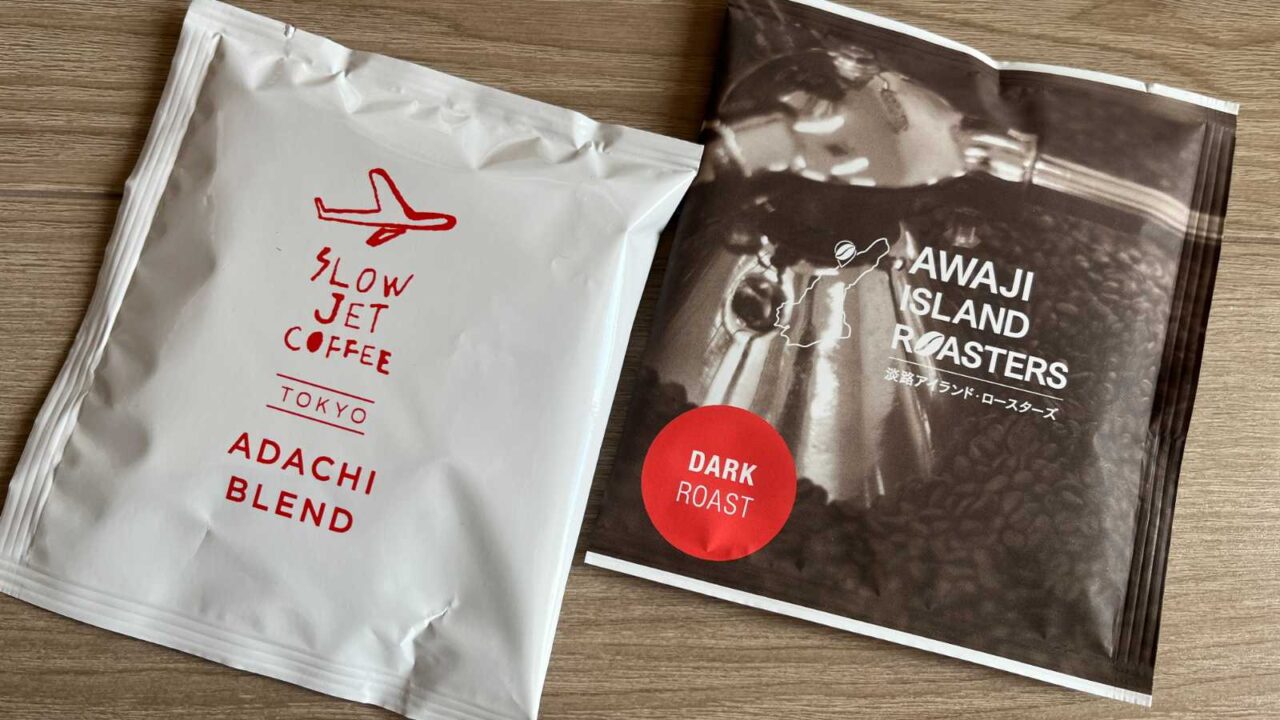 SLOW
JET
COFFEE
TOKYO
ADACHI
BLEND
AWAJI
ISLAND
ROASTERS
淡路アイランド・ロースターズ
DARK
ROAST